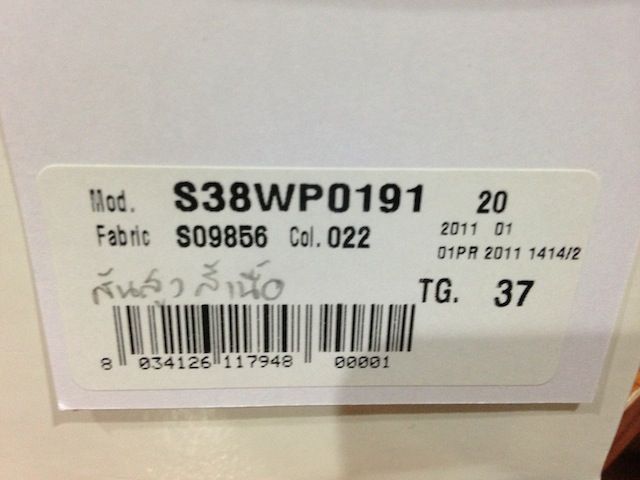 Mod. S38WP0191 20
Fabric S09856 Col. 022 2011 01
01PR 2011 1414/2
ส้นสูง สีเนื้อ TG. 37
8 034126 117948 00001